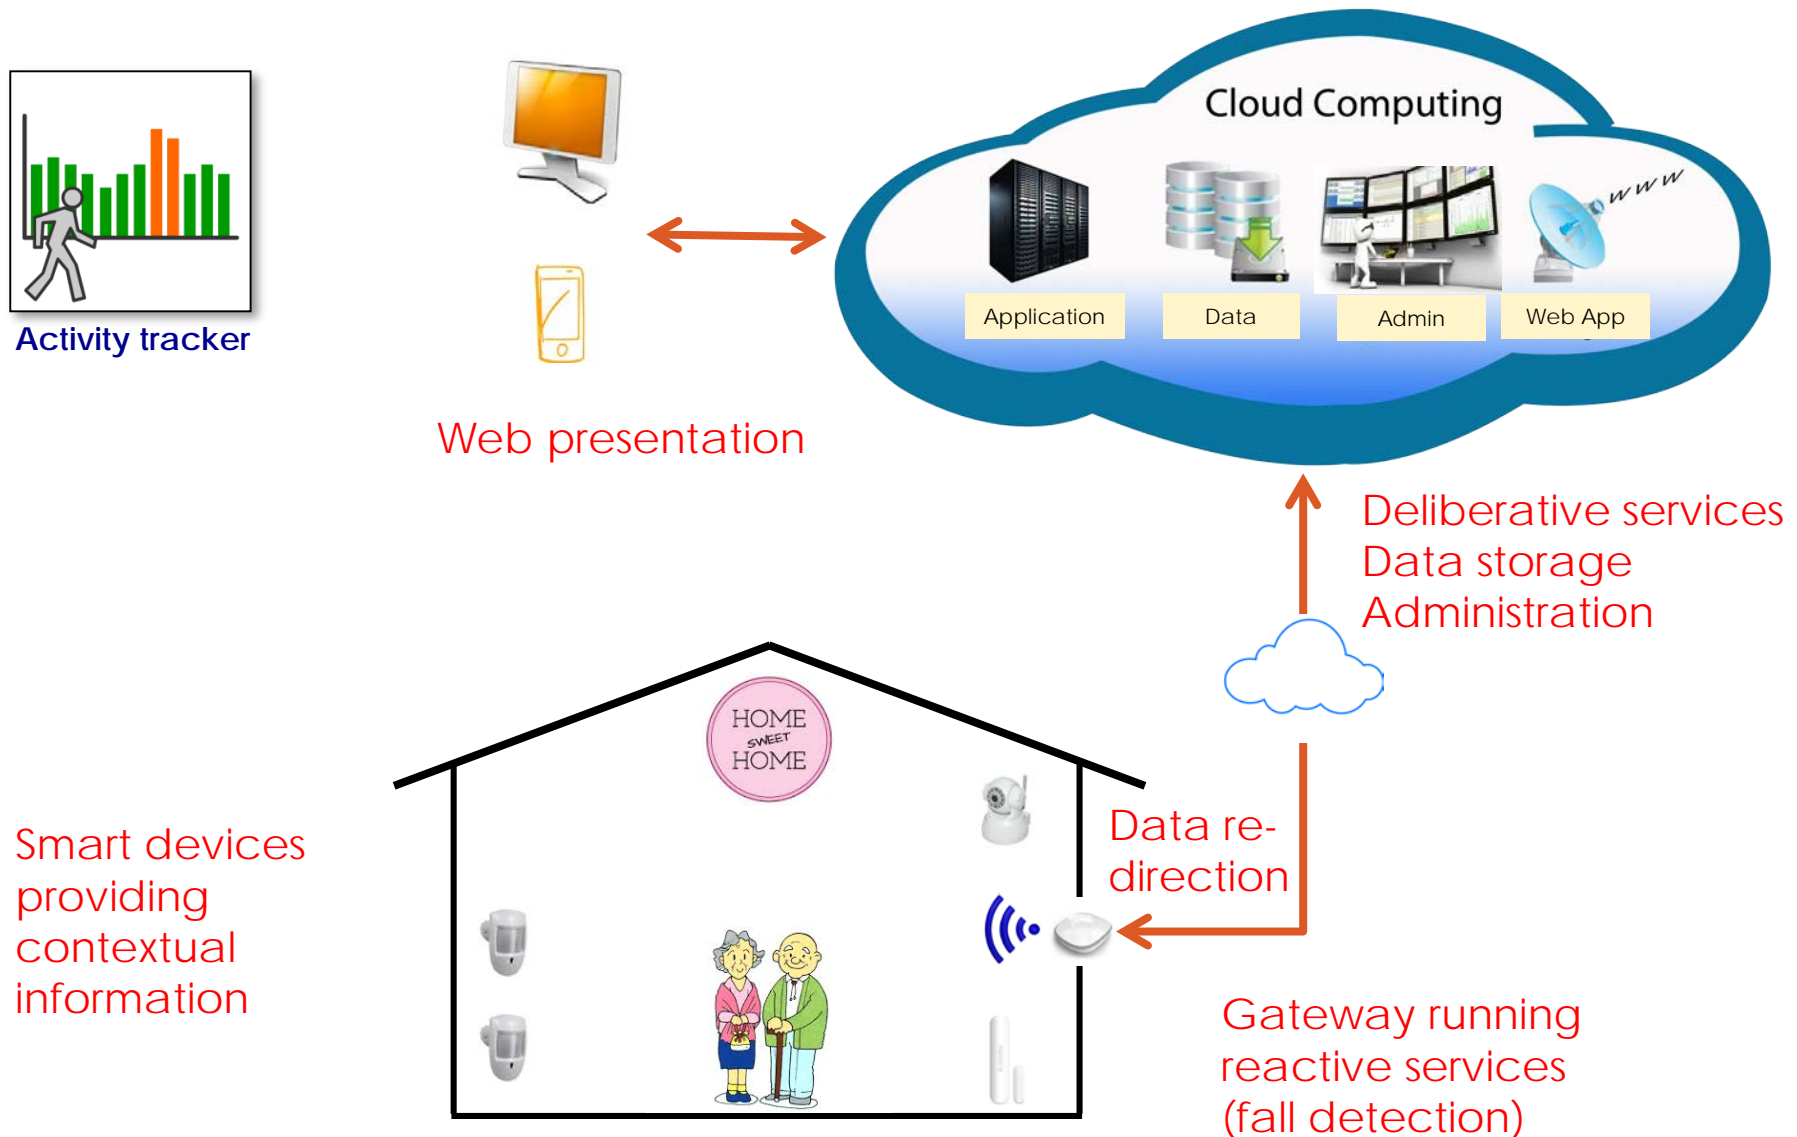 Cloud Computing
www
Application
Data
Admin
Web App
Activity tracker
Web presentation
Deliberative services
Data storage
Administration
HOME
SWEET
HOME
Data re-
direction
Smart devices
providing
contextual
information
Gateway running
reactive services
(fall detection)